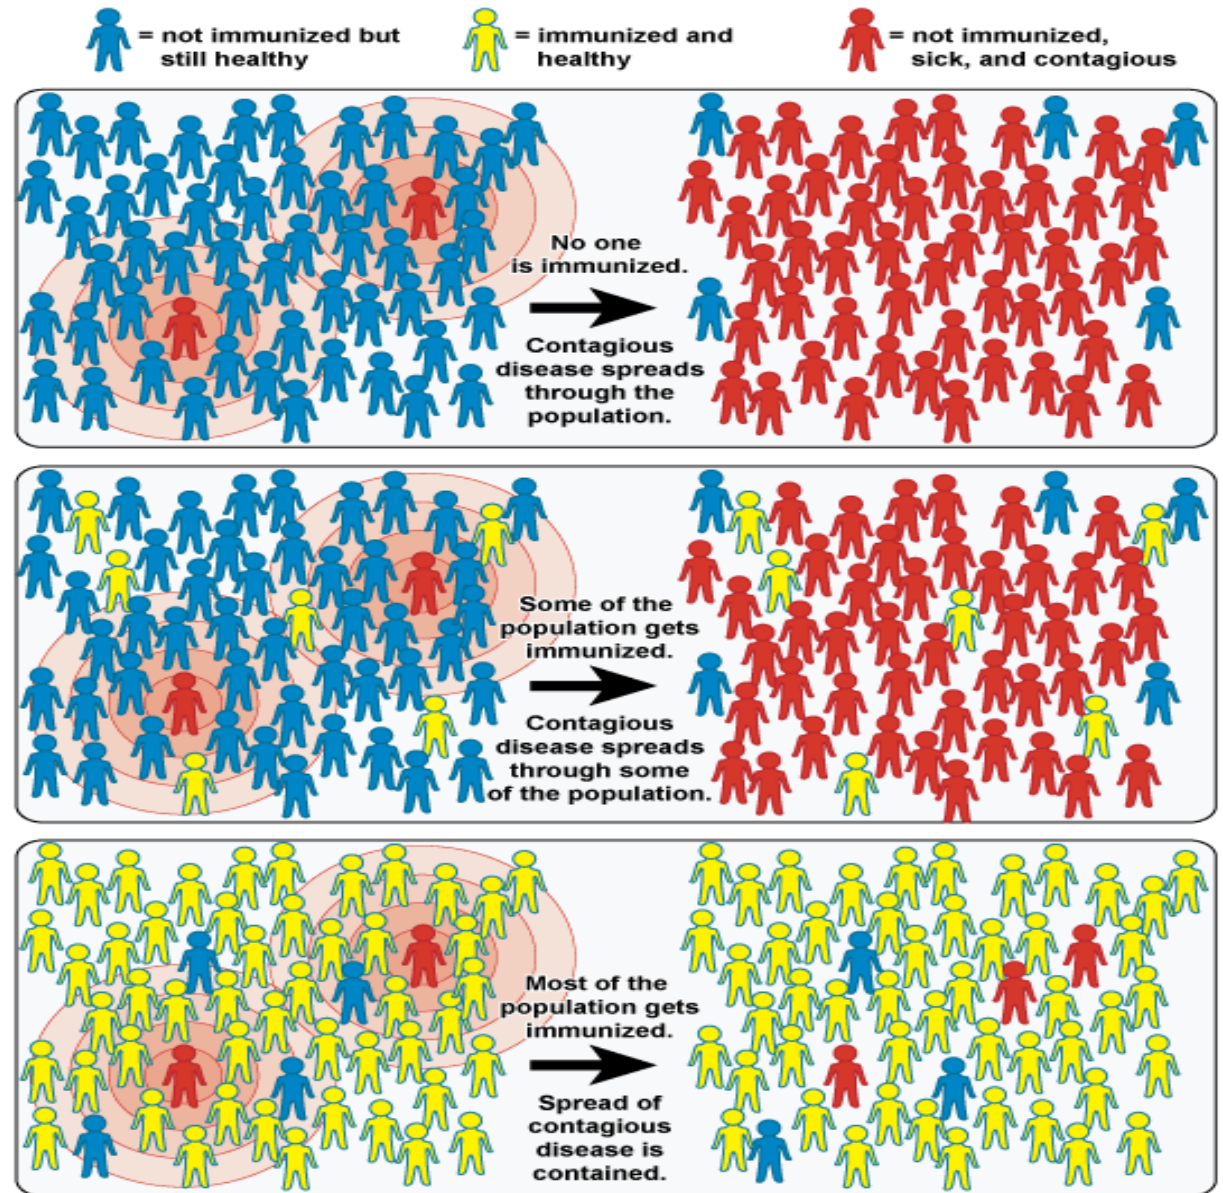 = not immunized but
still healthy
= immunized and
healthy
= not immunized,
sick, and contagious
No one
is immunized.
Contagious
disease spreads
through the
population.
Some of the
population gets
immunized.
Contagious
disease spreads
through some
of the population.
Most of the
population gets
immunized.
Spread of
contagious
disease is
contained.